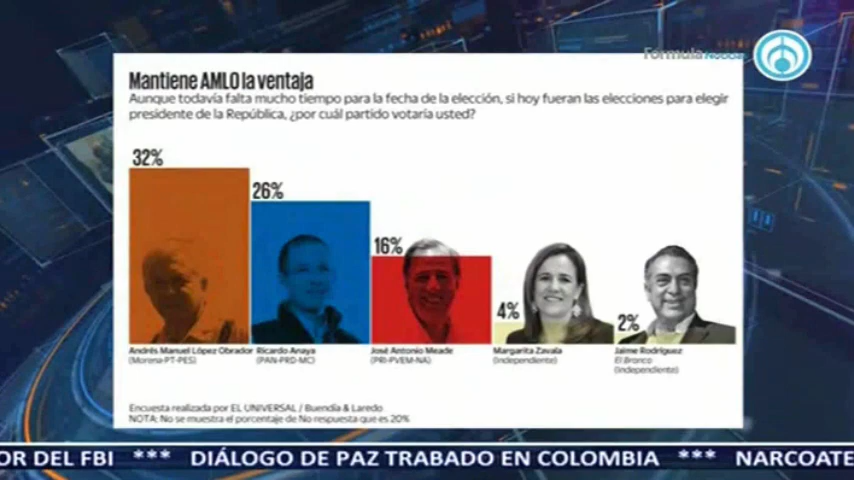 Fórmula NOTICIAS
Mantiene AMLO la ventaja
Aunque todavía falta mucho tiempo para la fecha de la elección, si hoy fueran las elecciones para elegir
presidente de la República, ¿por cuál partido votaría usted?
32%
26%
16%
4%
2%
Andrés Manuel López Obrador
(Morena-PT-PES)
Ricardo Anaya
(PAN-PRD-MC)
José Antonio Meade
(PRI-PVEM-NA)
Margarita Zavala
(Independiente)
Jaime Rodríguez
El Bronco
(Independiente)
Encuesta realizada por EL UNIVERSAL / Buendía & Laredo
NOTA: No se muestra el porcentaje de No respuesta que es 20%
OR DEL FBI *** DIÁLOGO DE PAZ TRABADO EN COLOMBIA *** NARCOATE